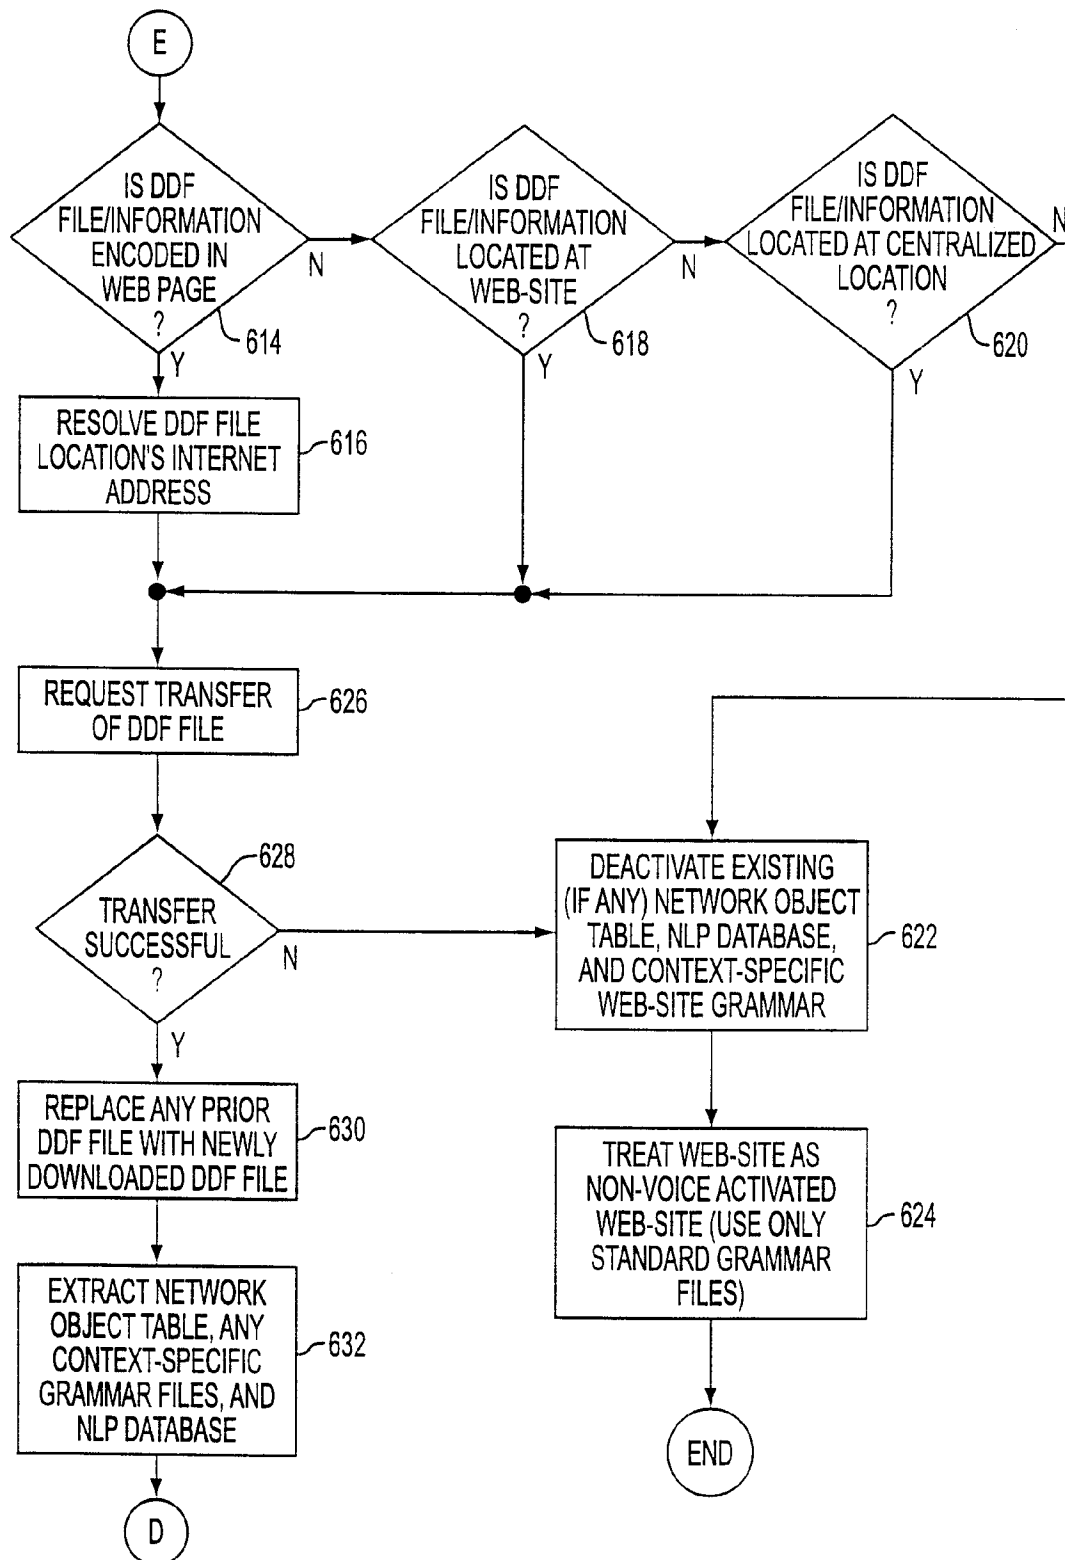 E
IS DDF
FILE/INFORMATION
ENCODED IN
WEB PAGE
?
614
N
Y
IS DDF
FILE/INFORMATION
LOCATED AT
WEB-SITE
?
618
N
Y
IS DDF
FILE/INFORMATION
LOCATED AT CENTRALIZED
LOCATION
?
620
N
Y
RESOLVE DDF FILE
LOCATION'S INTERNET
ADDRESS
616
REQUEST TRANSFER
OF DDF FILE
626
TRANSFER
SUCCESSFUL
?
628
N
Y
DEACTIVATE EXISTING
(IF ANY) NETWORK OBJECT
TABLE, NLP DATABASE,
AND CONTEXT-SPECIFIC
WEB-SITE GRAMMAR
622
REPLACE ANY PRIOR
DDF FILE WITH NEWLY
DOWNLOADED DDF FILE
630
TREAT WEB-SITE AS
NON-VOICE ACTIVATED
WEB-SITE (USE ONLY
STANDARD GRAMMAR
FILES)
624
EXTRACT NETWORK
OBJECT TABLE, ANY
CONTEXT-SPECIFIC
GRAMMAR FILES, AND
NLP DATABASE
632
END
D